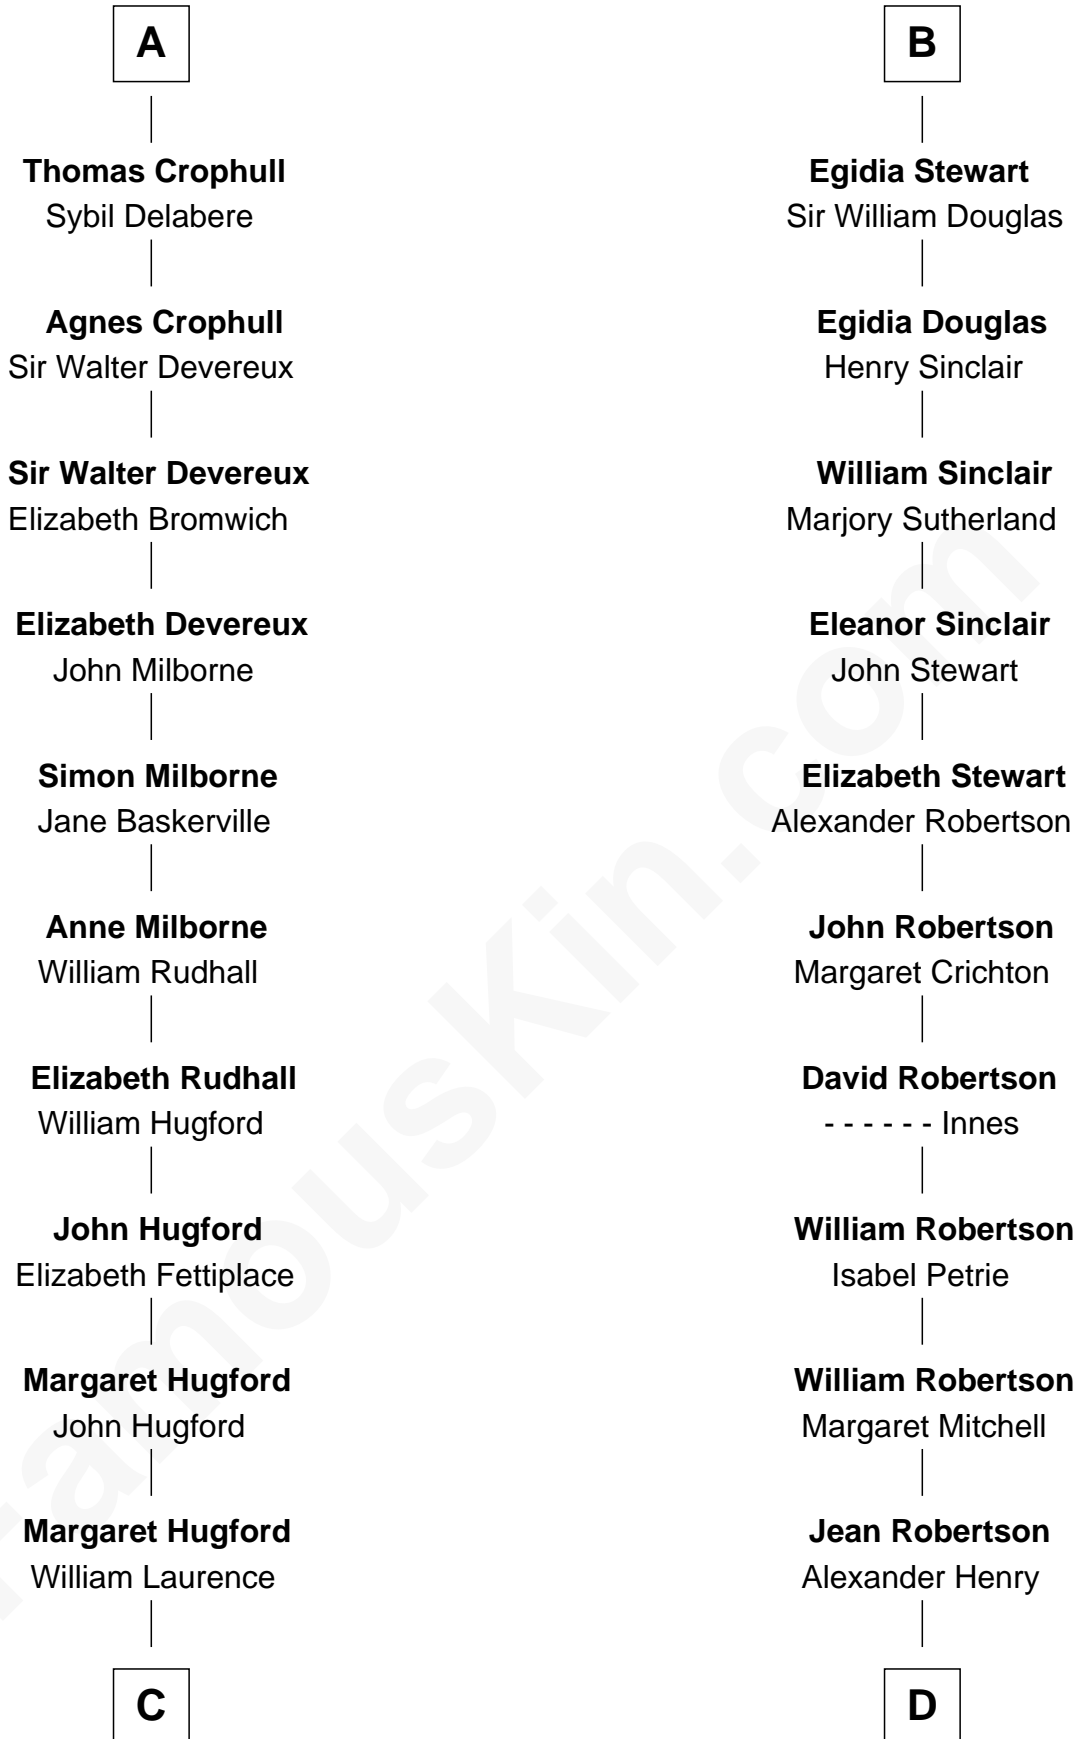 A
Thomas Crophull
Sybil Delabere
Agnes Crophull
Sir Walter Devereux
Sir Walter Devereux
Elizabeth Bromwich
Elizabeth Devereux
John Milborne
Simon Milborne
Jane Baskerville
Anne Milborne
William Rudhall
Elizabeth Rudhall
William Hugford
John Hugford
Elizabeth Fettiplace
Margaret Hugford
John Hugford
Margaret Hugford
William Laurence
C
B
Egidia Stewart
Sir William Douglas
Egidia Douglas
Henry Sinclair
William Sinclair
Marjory Sutherland
Eleanor Sinclair
John Stewart
Elizabeth Stewart
Alexander Robertson
John Robertson
Margaret Crichton
David Robertson
- - - - - - Innes
William Robertson
Isabel Petrie
William Robertson
Margaret Mitchell
Jean Robertson
Alexander Henry
D
FamousKin.com